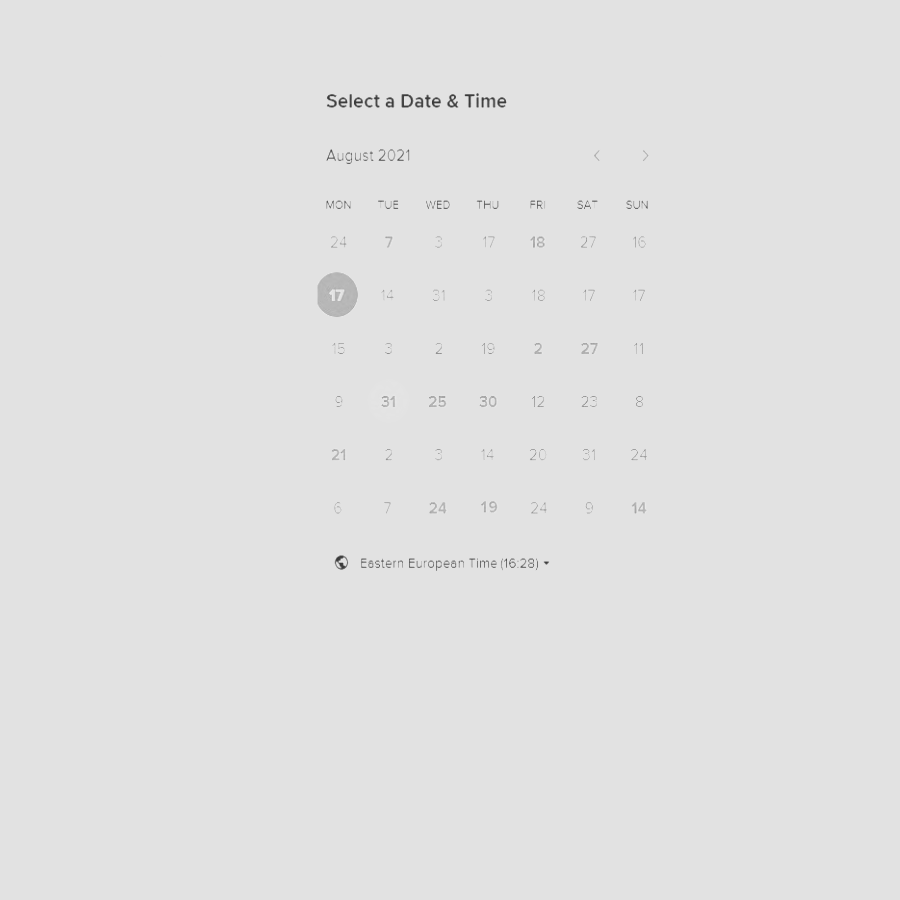 Select a Date & Time
August 2021
MON TUE WED THU FRI SAT SUN
24 7 3 17 18 27 16
17 14 31 3 18 17 17
15 3 2 19 2 27 11
9 31 25 30 12 23 8
21 2 3 14 20 31 24
6 7 24 19 24 9 14
Eastern European Time (16:28)